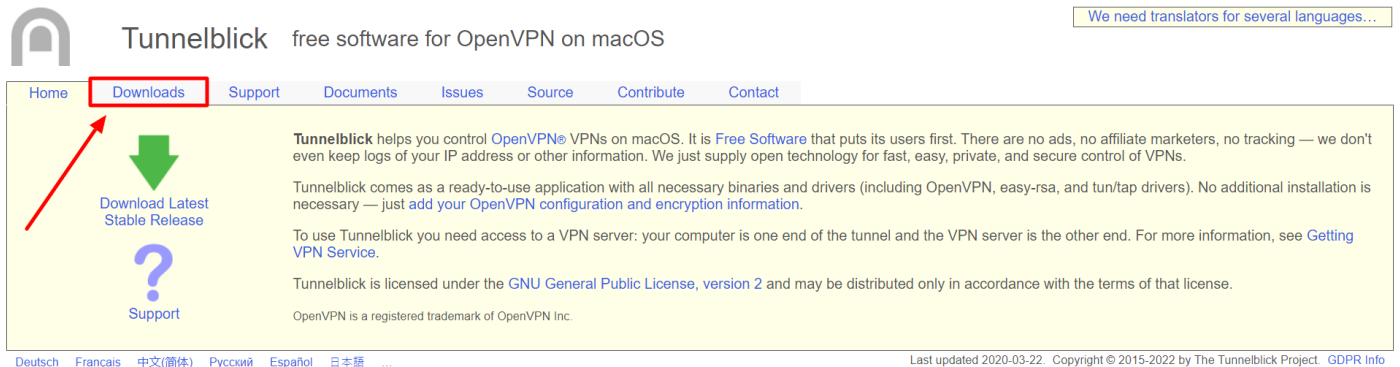 We need translators for several languages…
Tunnelblick free software for OpenVPN on macOS
Home Downloads Support Documents Issues Source Contribute Contact
Download Latest
Stable Release
Support
Tunnelblick helps you control OpenVPN® VPNs on macOS. It is Free Software that puts its users first. There are no ads, no affiliate marketers, no tracking — we don't
even keep logs of your IP address or other information. We just supply open technology for fast, easy, private, and secure control of VPNs.
Tunnelblick comes as a ready-to-use application with all necessary binaries and drivers (including OpenVPN, easy-rsa, and tun/tap drivers). No additional installation is
necessary — just add your OpenVPN configuration and encryption information.
To use Tunnelblick you need access to a VPN server: your computer is one end of the tunnel and the VPN server is the other end. For more information, see Getting
VPN Service.
Tunnelblick is licensed under the GNU General Public License, version 2 and may be distributed only in accordance with the terms of that license.
OpenVPN is a registered trademark of OpenVPN Inc.
Deutsch Francais 中文(简体) Русский Español 日本語 …
Last updated 2020-03-22. Copyright © 2015-2022 by The Tunnelblick Project. GDPR Info